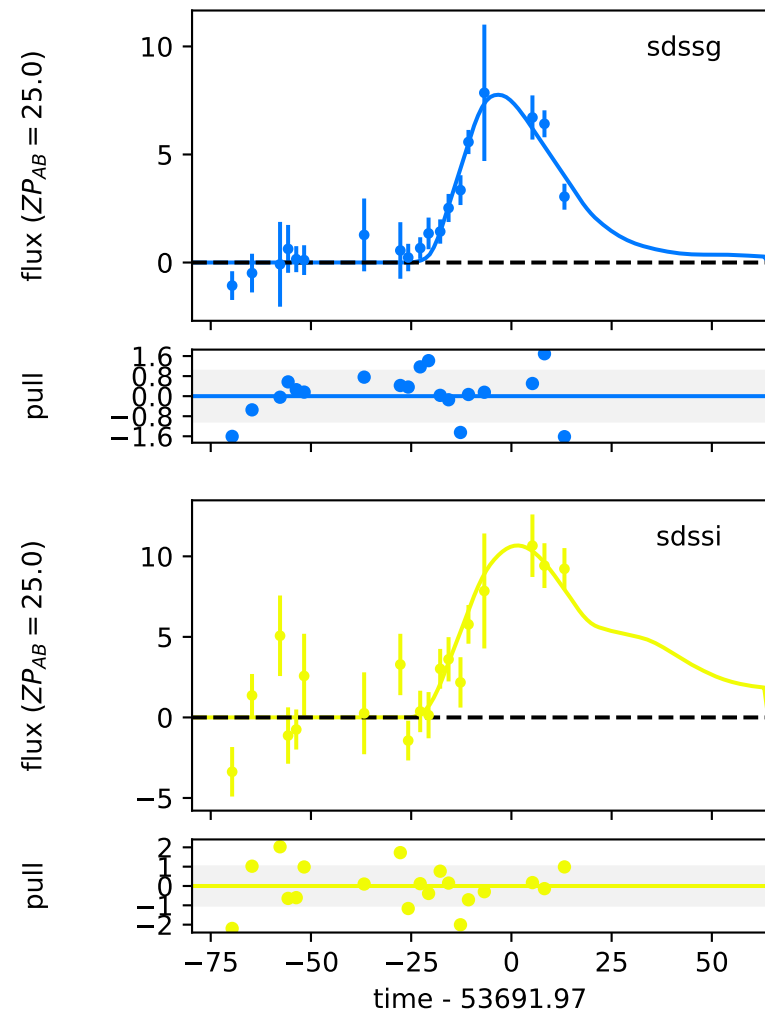 sdssg
flux (ZP_AB = 25.0)
10
5
0
pull
1.6
0.8
0.0
−0.8
−1.6
sdssi
flux (ZP_AB = 25.0)
10
5
0
−5
pull
2
1
0
−1
−2
−75 −50 −25 0 25 50
time - 53691.97